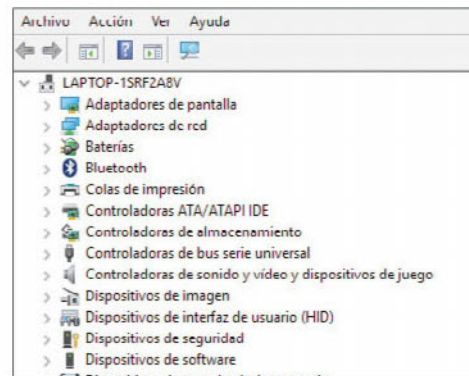 Archivo Acción Ver Ayuda
LAPTOP-1SRF2A8V
Adaptadores de pantalla
Adaptadores de red
Baterías
Bluetooth
Colas de impresión
Controladoras ATA/ATAPI IDE
Controladoras de almacenamiento
Controladoras de bus serie universal
Controladoras de sonido y vídeo y dispositivos de juego
Dispositivos de imagen
Dispositivos de interfaz de usuario (HID)
Dispositivos de seguridad
Dispositivos de software